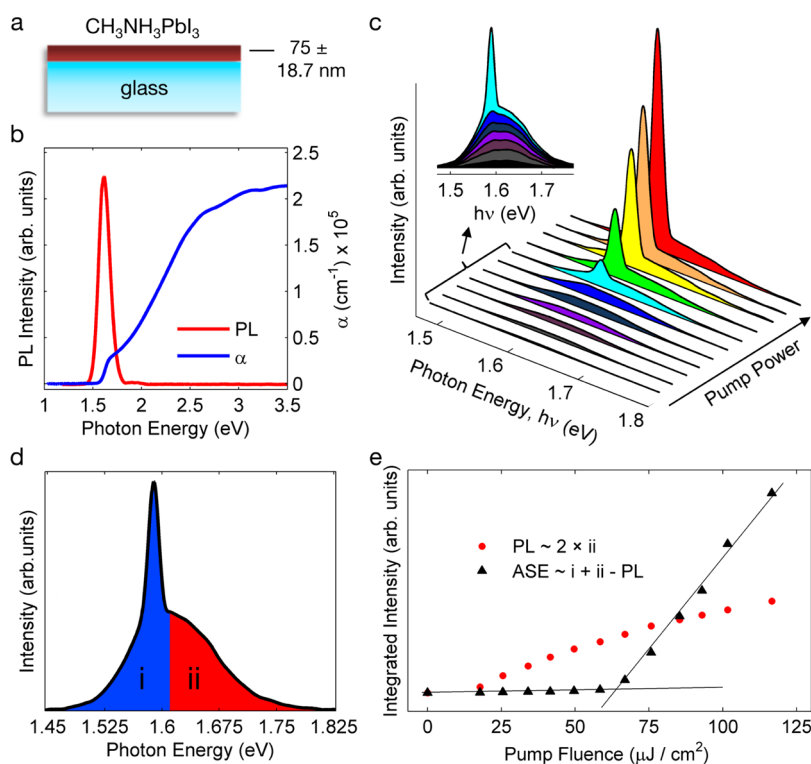 a
CH₃NH₃PbI₃
75 ±
18.7 nm
glass
b
PL Intensity (arb. units)
α (cm⁻¹) x 10⁵
2.5
2
1.5
1
0.5
0
PL
α
1 1.5 2 2.5 3 3.5
Photon Energy (eV)
c
Intensity (arb. units)
1.5 1.6 1.7
hν (eV)
1.5
1.6
1.7
1.8
Photon Energy, hν (eV)
Pump Power
d
Intensity (arb.units)
i ii
1.45 1.525 1.6 1.675 1.75 1.825
Photon Energy (eV)
e
Integrated Intensity (arb. units)
PL ~ 2 × ii
ASE ~ i + ii - PL
0 25 50 75 100 125
Pump Fluence (μJ / cm²)